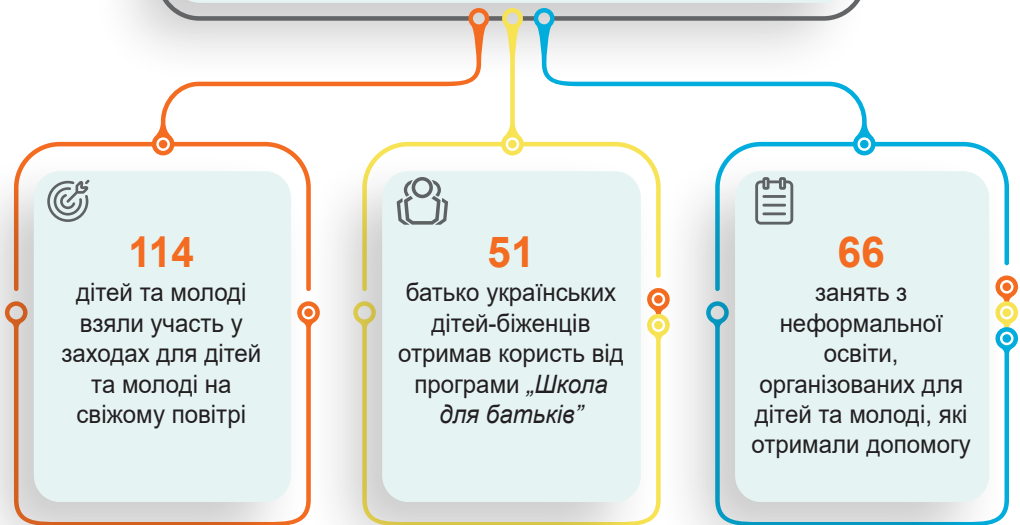 114
дітей та молоді
взяли участь у
заходах для дітей
та молоді на
свіжому повітрі
51
батько українських
дітей-біженців
отримав користь від
програми „Школа
для батьків”
66
занять з
неформальної
освіти,
організованих для
дітей та молоді, які
отримали допомогу